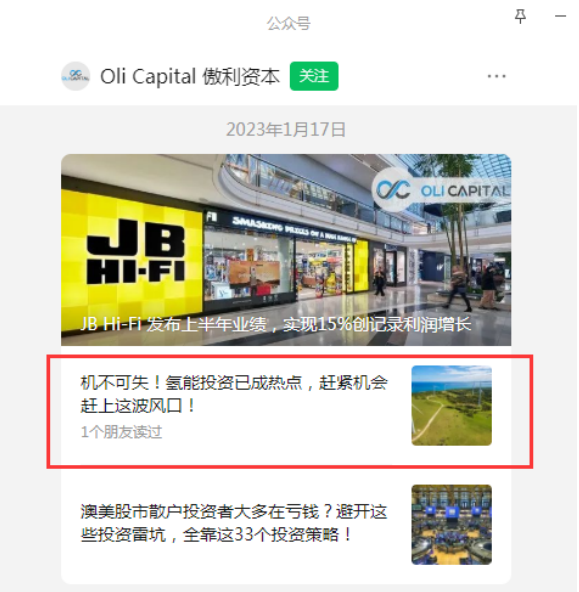 公众号
Oli Capital 傲利资本
关注
2023年1月17日
OLI CAPITAL
JB
HI-FI
JB Hi-Fi 发布上半年业绩，实现15%创记录利润增长
机不可失！氢能投资已成热点，赶紧机会
赶上这波风口！
1个朋友读过
澳美股市散户投资者大多在亏钱？避开这
些投资雷坑，全靠这33个投资策略！